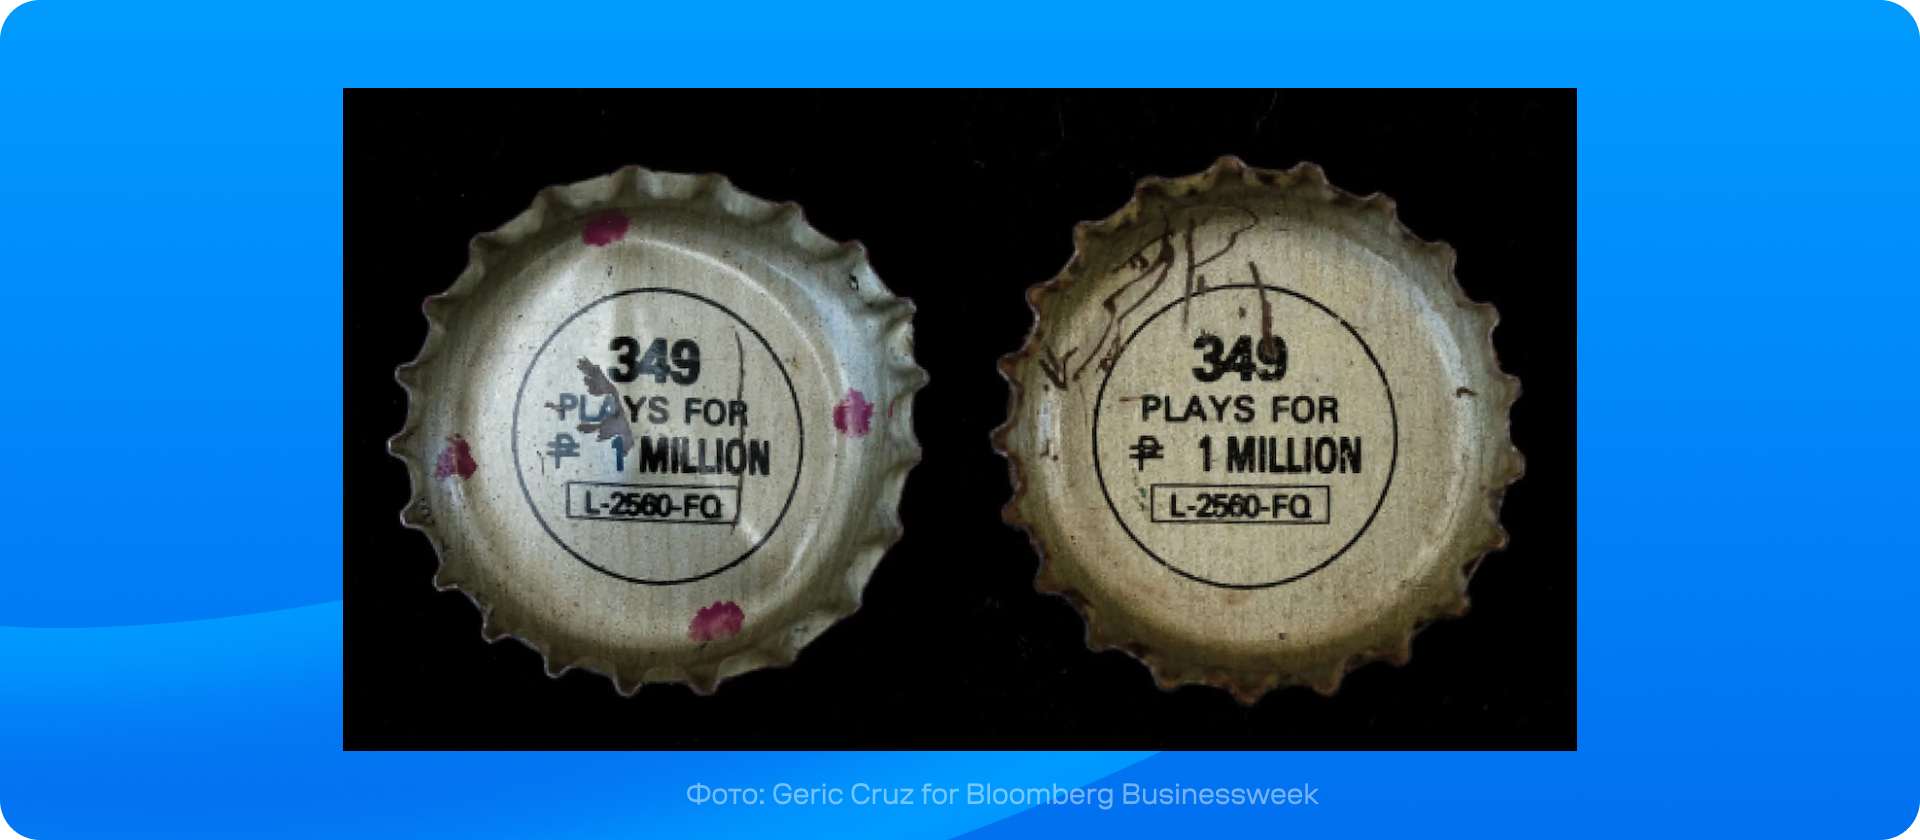 349
PLAYS FOR
₱ 1 MILLION
L-2560-FQ
349
PLAYS FOR
₱ 1 MILLION
L-2560-FQ
Фото: Geric Cruz for Bloomberg Businessweek